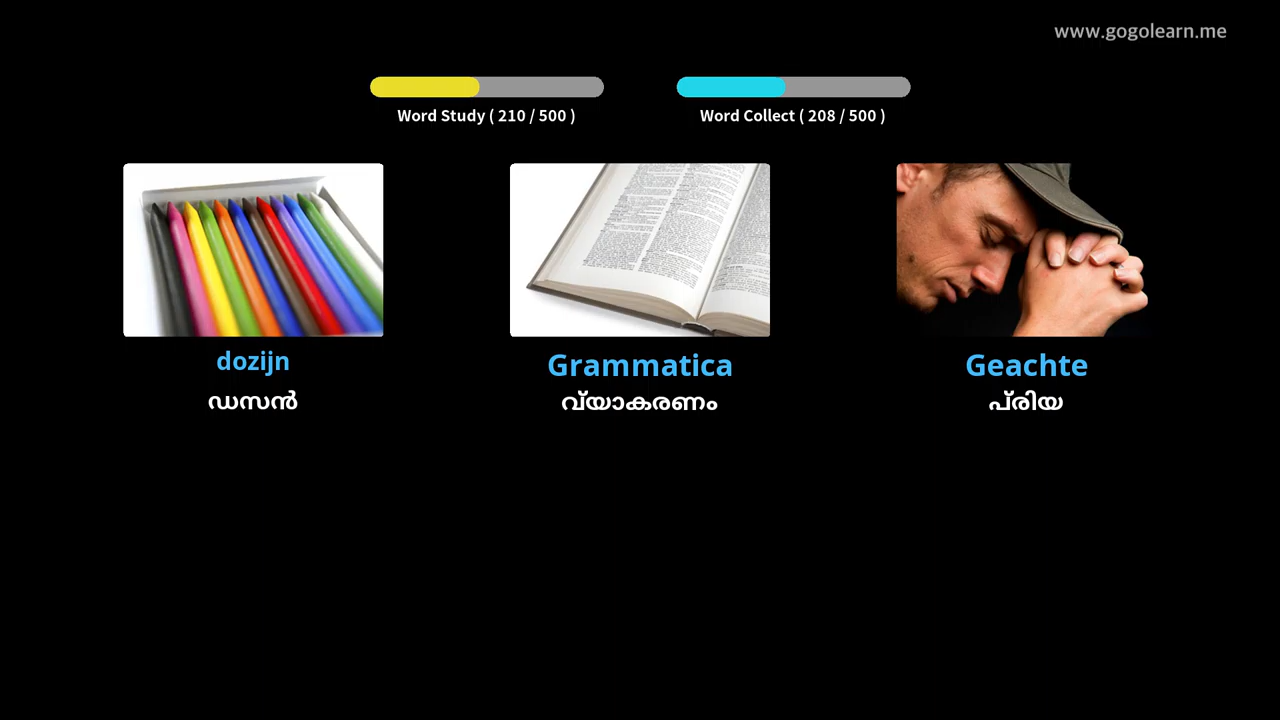 www.gogolearn.me
Word Study ( 210 / 500 )
Word Collect ( 208 / 500 )
dozijn
Grammatica
Geachte
ഡസൻ
വ്യാകരണം
പ്രിയ